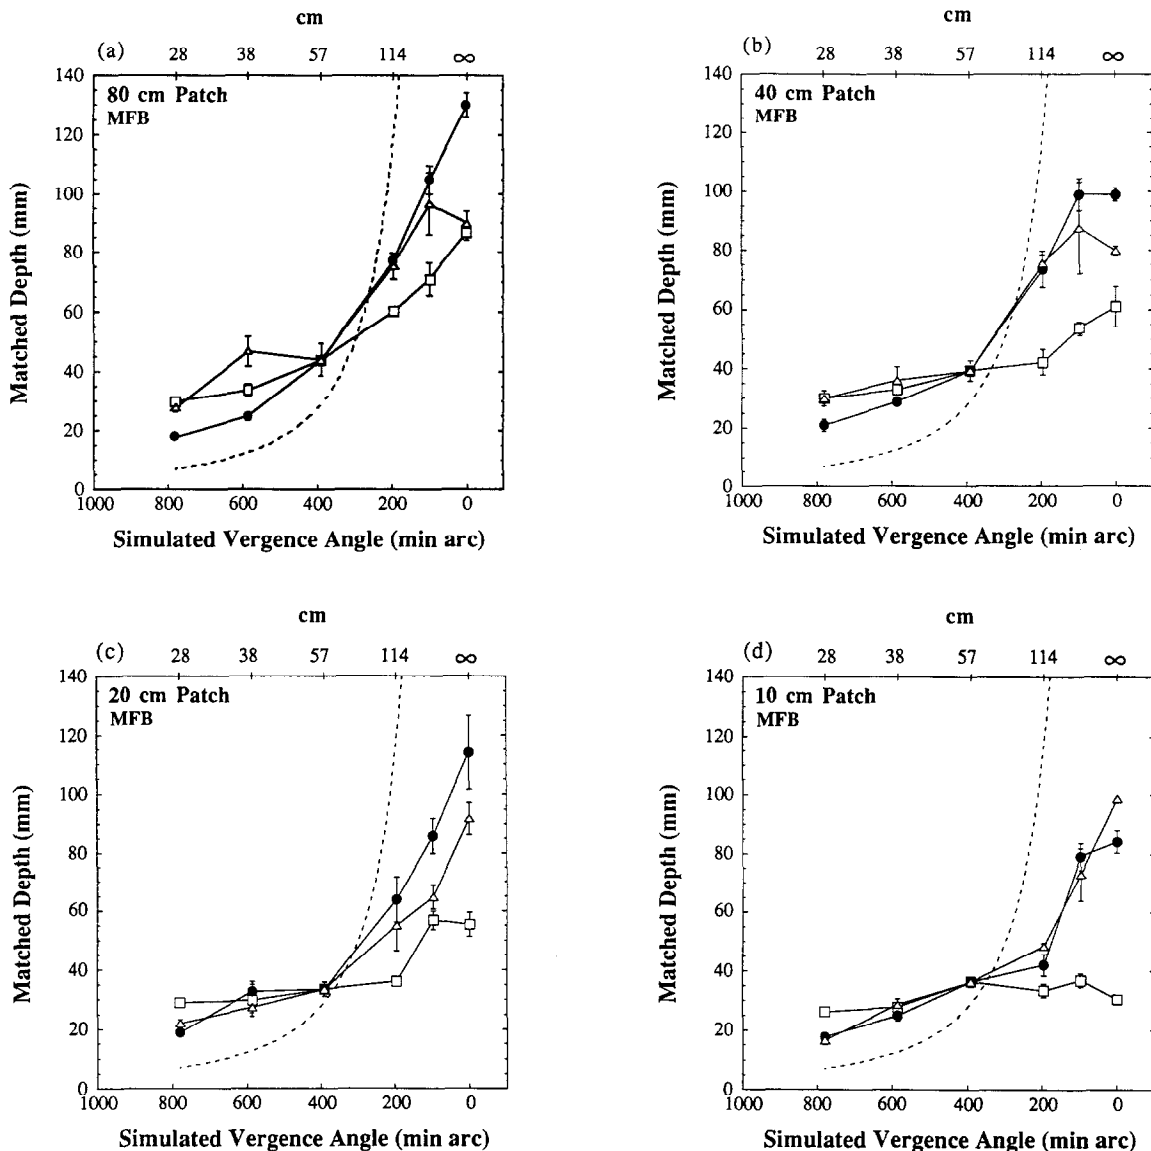 cm
(a) 28 38 57 114 ∞
80 cm Patch
MFB
140
120
100
80
60
40
20
0
Matched Depth (mm)
1000 800 600 400 200 0
Simulated Vergence Angle (min arc)
cm
(b) 28 38 57 114 ∞
40 cm Patch
MFB
140
120
100
80
60
40
20
0
Matched Depth (mm)
1000 800 600 400 200 0
Simulated Vergence Angle (min arc)
cm
(c) 28 38 57 114 ∞
20 cm Patch
MFB
140
120
100
80
60
40
20
0
Matched Depth (mm)
1000 800 600 400 200 0
Simulated Vergence Angle (min arc)
cm
(d) 28 38 57 114 ∞
10 cm Patch
MFB
140
120
100
80
60
40
20
0
Matched Depth (mm)
1000 800 600 400 200 0
Simulated Vergence Angle (min arc)